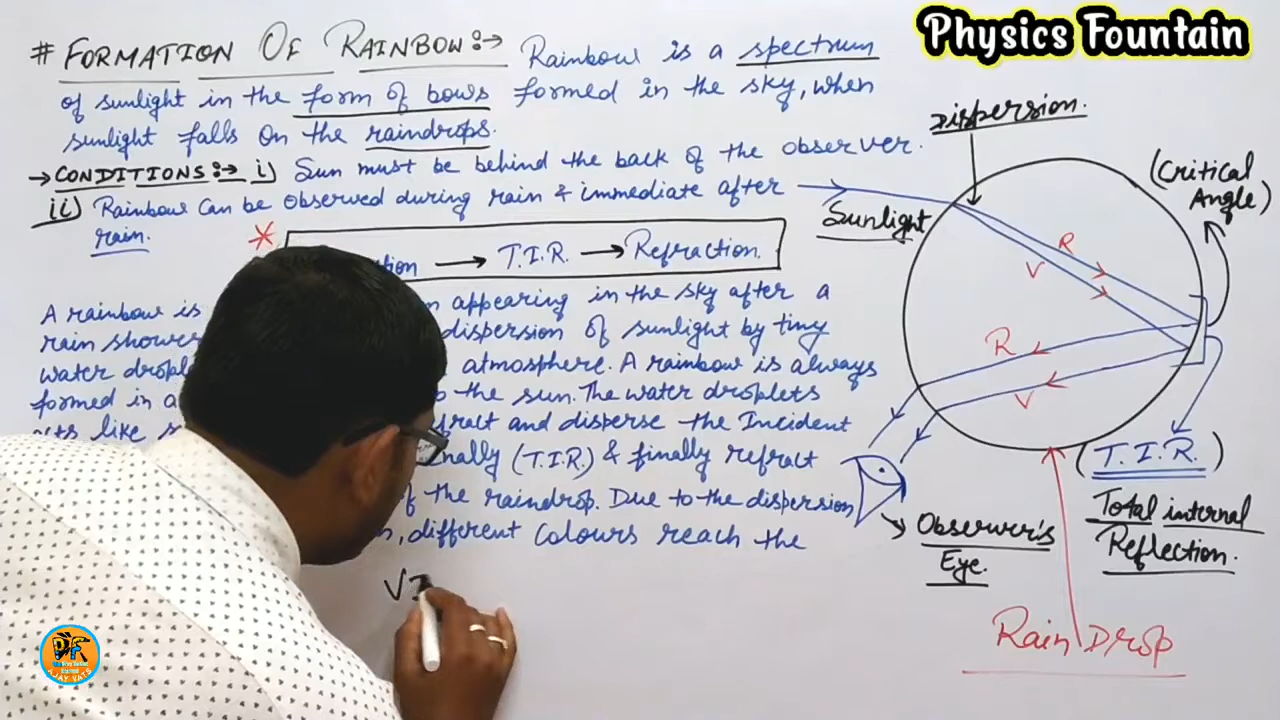 Physics Fountain
# FORMATION OF RAINBOW :→ Rainbow is a spectrum
of sunlight in the form of bows formed in the sky, when
sunlight falls on the raindrops.
→ CONDITIONS :→ i) Sun must be behind the back of the observer.
ii) Rainbow can be observed during rain & immediate after
rain.
* → T.I.R. → Refraction.
A rainbow is appearing in the sky after a
rain shower dispersion of sunlight by tiny
water atmosphere. A rainbow is always
formed in a the sun. The water droplets
acts like and disperse the Incident
(T.I.R.) & finally refract
of the raindrop. Due to the dispersion
, different colours reach the
VI
DISPERSION.
(Critical
Angle)
Sunlight
R
V
R
V
(T.I.R.)
Total internal
Reflection.
→ Observer's
Eye.
Rain Drop
AJAY VATS